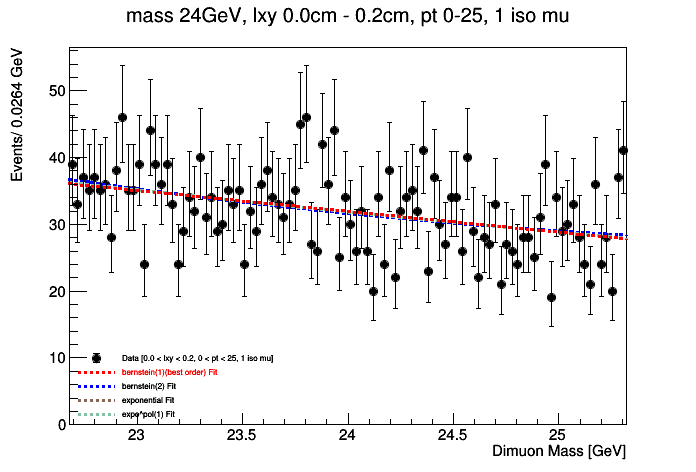 mass 24GeV, lxy 0.0cm - 0.2cm, pt 0-25, 1 iso mu
Events/ 0.0264 GeV
50
40
30
20
10
0
Data [0.0 < lxy < 0.2, 0 < pt < 25, 1 iso mu]
bernstein(1)(best order) Fit
bernstein(2) Fit
exponential Fit
expo*pol(1) Fit
23 23.5 24 24.5 25
Dimuon Mass [GeV]